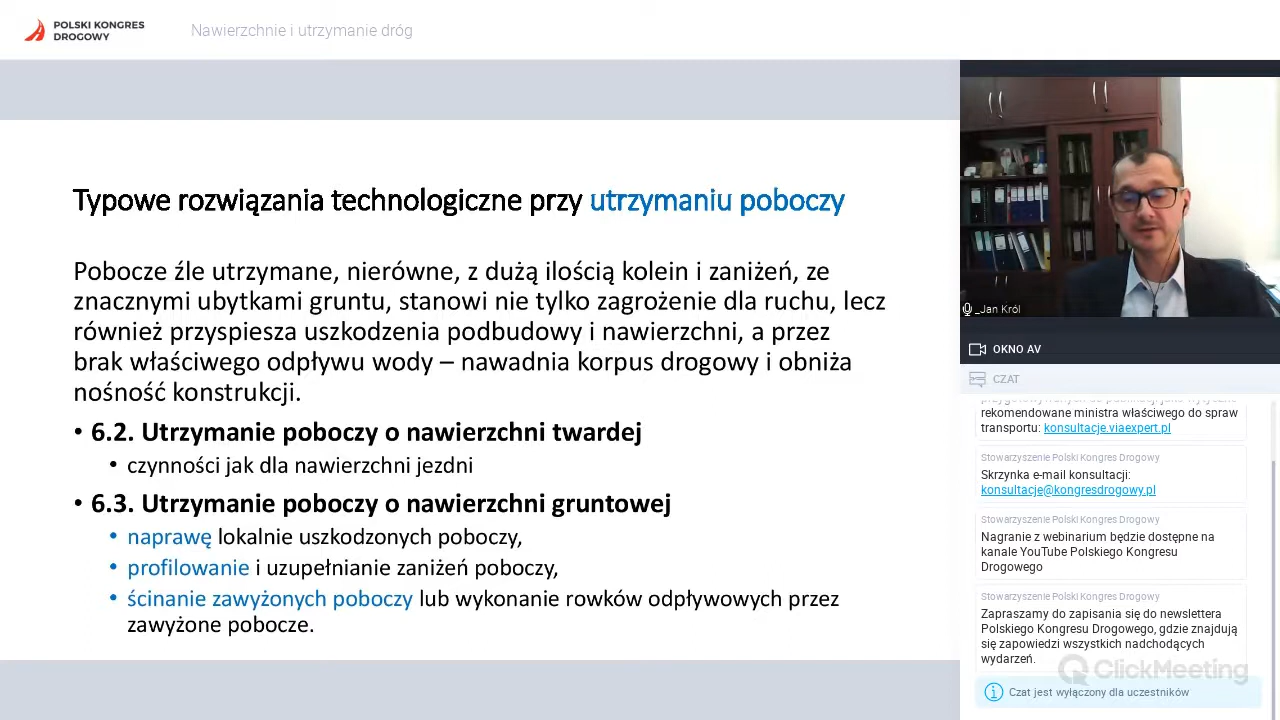 POLSKI KONGRES
DROGOWY
Nawierzchnie i utrzymanie dróg
Typowe rozwiązania technologiczne przy utrzymaniu poboczy
Pobocze źle utrzymane, nierówne, z dużą ilością kolein i zaniżeń, ze
znacznymi ubytkami gruntu, stanowi nie tylko zagrożenie dla ruchu, lecz
również przyspiesza uszkodzenia podbudowy i nawierzchni, a przez
brak właściwego odpływu wody – nawadnia korpus drogowy i obniża
nośność konstrukcji.
• 6.2. Utrzymanie poboczy o nawierzchni twardej
• czynności jak dla nawierzchni jezdni
• 6.3. Utrzymanie poboczy o nawierzchni gruntowej
• naprawę lokalnie uszkodzonych poboczy,
• profilowanie i uzupełnianie zaniżeń poboczy,
• ścinanie zawyżonych poboczy lub wykonanie rowków odpływowych przez
zawyżone pobocze.
_Jan Król
OKNO AV
CZAT
rekomendowane ministra właściwego do spraw
transportu: konsultacje.viaexpert.pl
Stowarzyszenie Polski Kongres Drogowy
Skrzynka e-mail konsultacji:
konsultacje@kongresdrogowy.pl
Stowarzyszenie Polski Kongres Drogowy
Nagranie z webinarium będzie dostępne na
kanale YouTube Polskiego Kongresu
Drogowego
Stowarzyszenie Polski Kongres Drogowy
Zapraszamy do zapisania się do newslettera
Polskiego Kongresu Drogowego, gdzie znajdują
się zapowiedzi wszystkich nadchodzących
wydarzeń.
ClickMeeting
Czat jest wyłączony dla uczestników